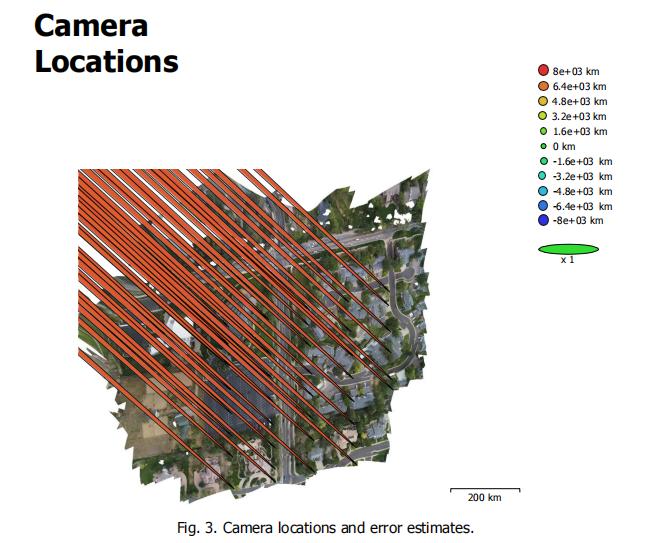 Camera
Locations
8e+03 km
6.4e+03 km
4.8e+03 km
3.2e+03 km
1.6e+03 km
0 km
-1.6e+03 km
-3.2e+03 km
-4.8e+03 km
-6.4e+03 km
-8e+03 km
x 1
200 km
Fig. 3. Camera locations and error estimates.